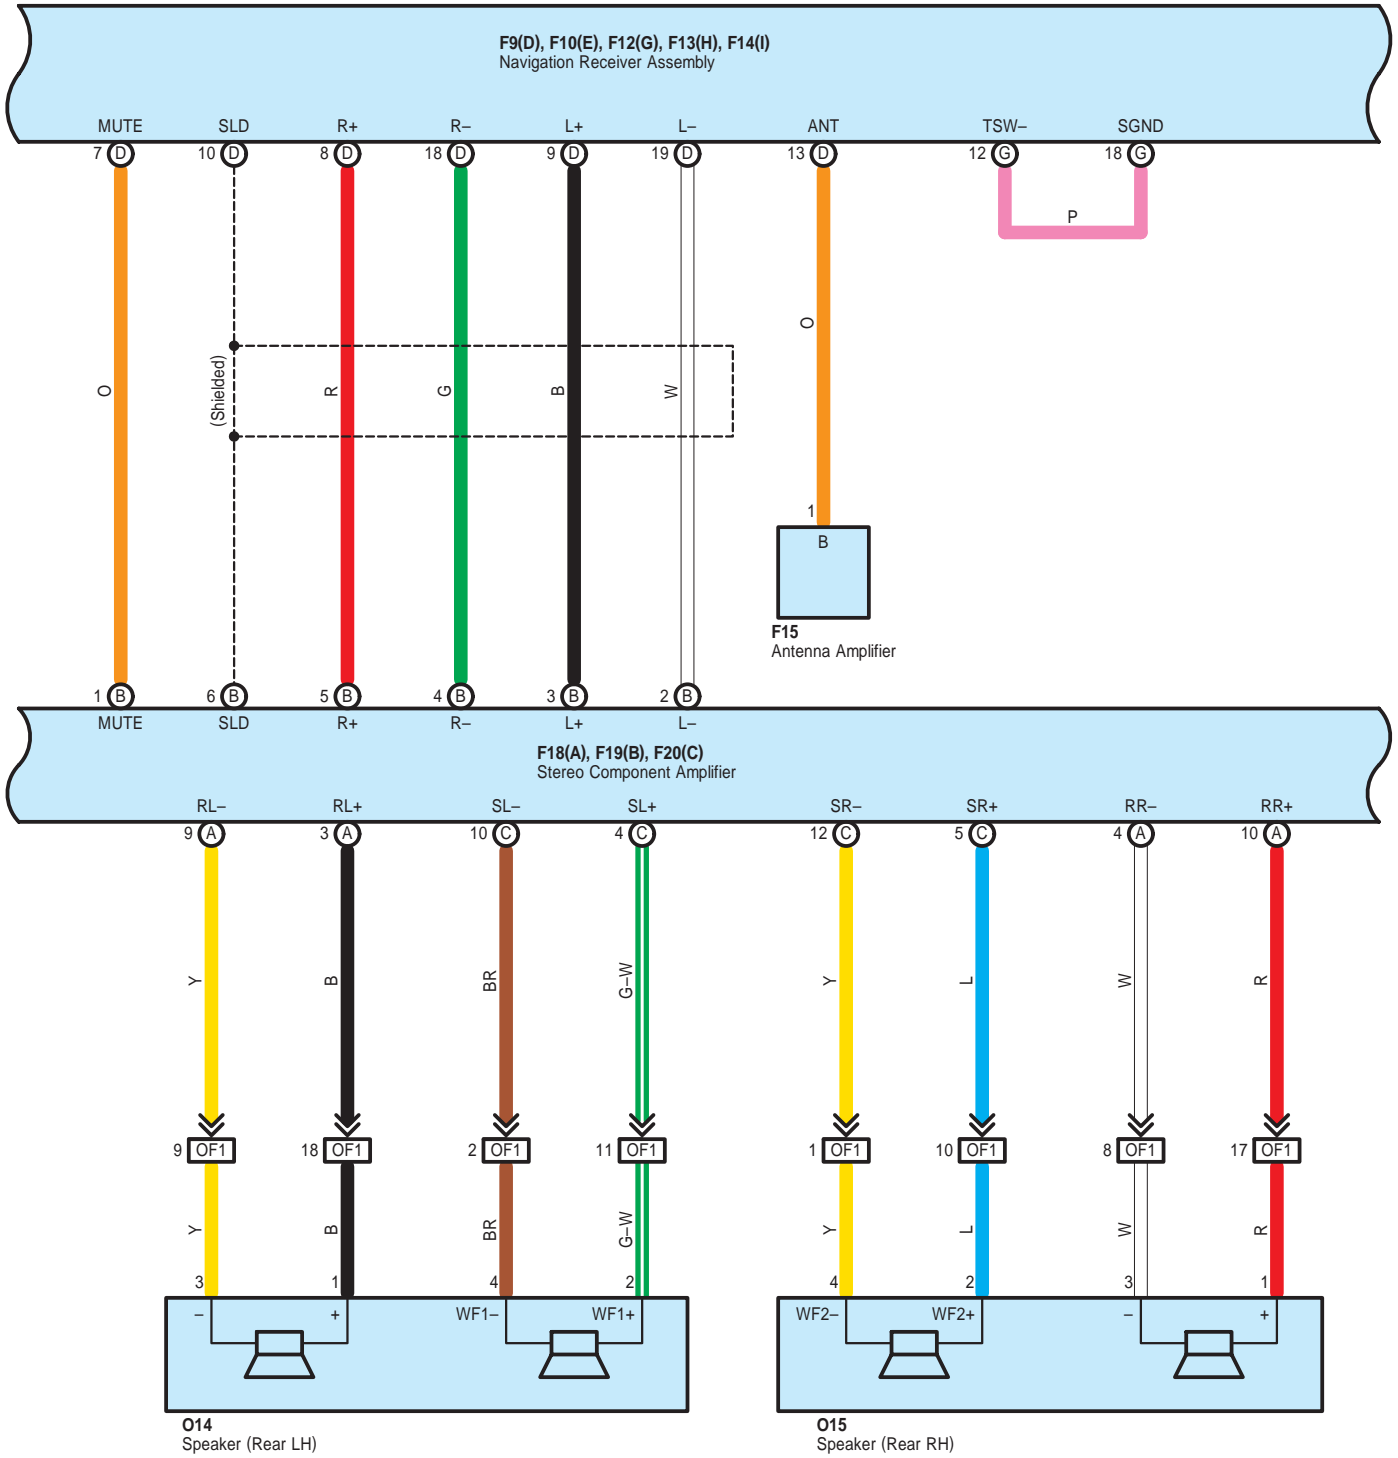 F9(D), F10(E), F12(G), F13(H), F14(I)
Navigation Receiver Assembly
MUTE SLD R+ R– L+ L– ANT TSW– SGND
7 D 10 D 8 D 18 D 9 D 19 D 13 D 12 G 18 G
P
O
(Shielded)
O R G B W
1
B
F15
Antenna Amplifier
1 B 6 B 5 B 4 B 3 B 2 B
MUTE SLD R+ R– L+ L–
F18(A), F19(B), F20(C)
Stereo Component Amplifier
RL– RL+ SL– SL+ SR– SR+ RR– RR+
9 A 3 A 10 C 4 C 12 C 5 C 4 A 10 A
Y B BR G–W Y L W R
9 OF1 18 OF1 2 OF1 11 OF1 1 OF1 10 OF1 8 OF1 17 OF1
Y B BR G–W Y L W R
3 1 4 2 4 2 3 1
– + WF1– WF1+ WF2– WF2+ – +
O14
Speaker (Rear LH)
O15
Speaker (Rear RH)